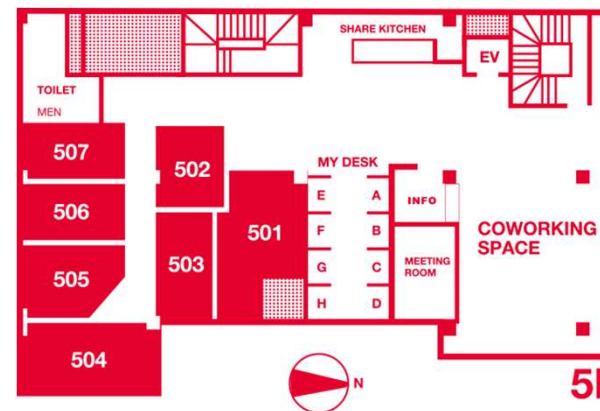 SHARE KITCHEN
EV
TOILET
MEN
507
502
MY DESK
506
501
E
A
INFO
F
B
COWORKING
SPACE
505
503
G
C
MEETING
ROOM
H
D
504
N